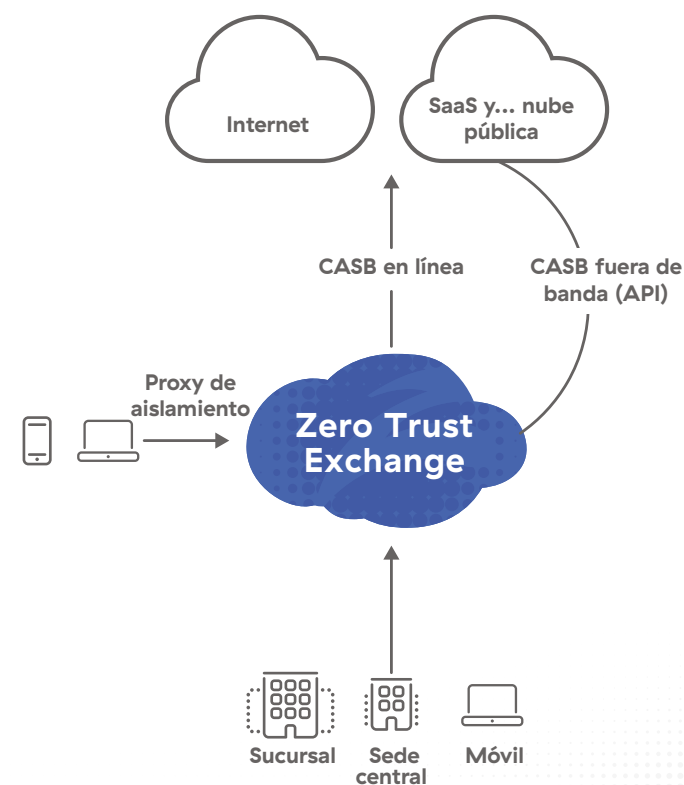 Internet
SaaS y... nube
pública
CASB en línea
CASB fuera de
banda (API)
Proxy de
aislamiento
Zero Trust
Exchange
Sucursal
Sede
central
Móvil